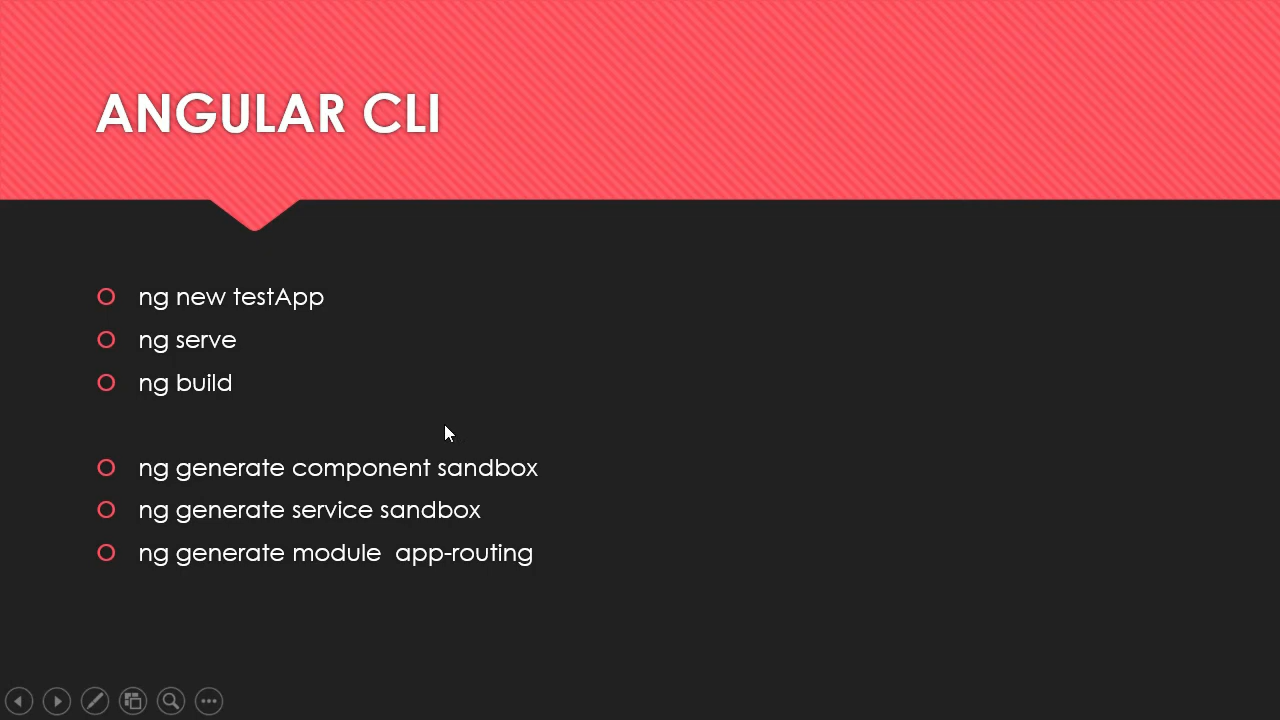 ANGULAR CLI
ng new testApp
ng serve
ng build
ng generate component sandbox
ng generate service sandbox
ng generate module  app-routing